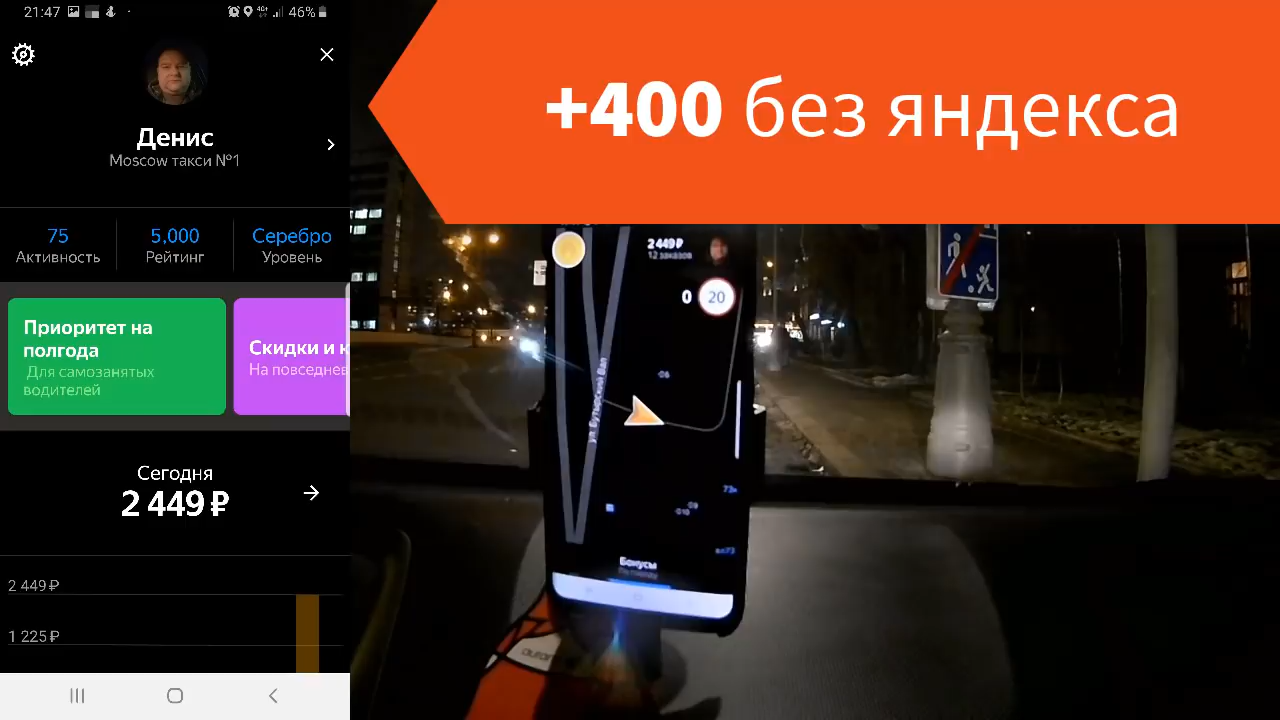 21:47
4G+
46%
Денис
Moscow такси №1
75
Активность
5,000
Рейтинг
Серебро
Уровень
Приоритет на
полгода
Для самозанятых
водителей
Скидки и к
На повседнев
Сегодня
2 449 ₽
2 449 ₽
1 225 ₽
+400 без яндекса
2 449 ₽
12 заказов
0
20
ул. Бутырский Вал
Бонусы